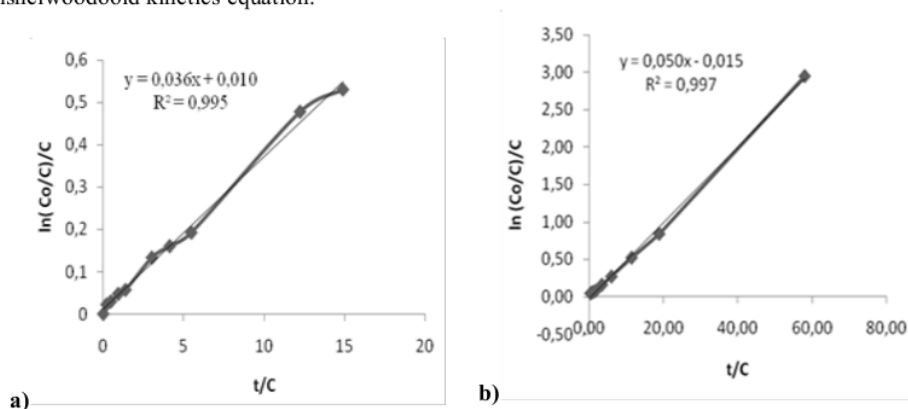 kinetics equation.
0,6
0,5
0,4
0,3
0,2
0,1
0
y = 0,036x + 0,010
R² = 0,995
ln( Co/C)/C
0 5 10 15 20
t/C
a)
3,50
3,00
2,50
2,00
1,50
1,00
0,50
0,00
-0,50
y = 0,050x - 0,015
R² = 0,997
ln (Co/C)/C
0,00 20,00 40,00 60,00 80,00
t/C
b)